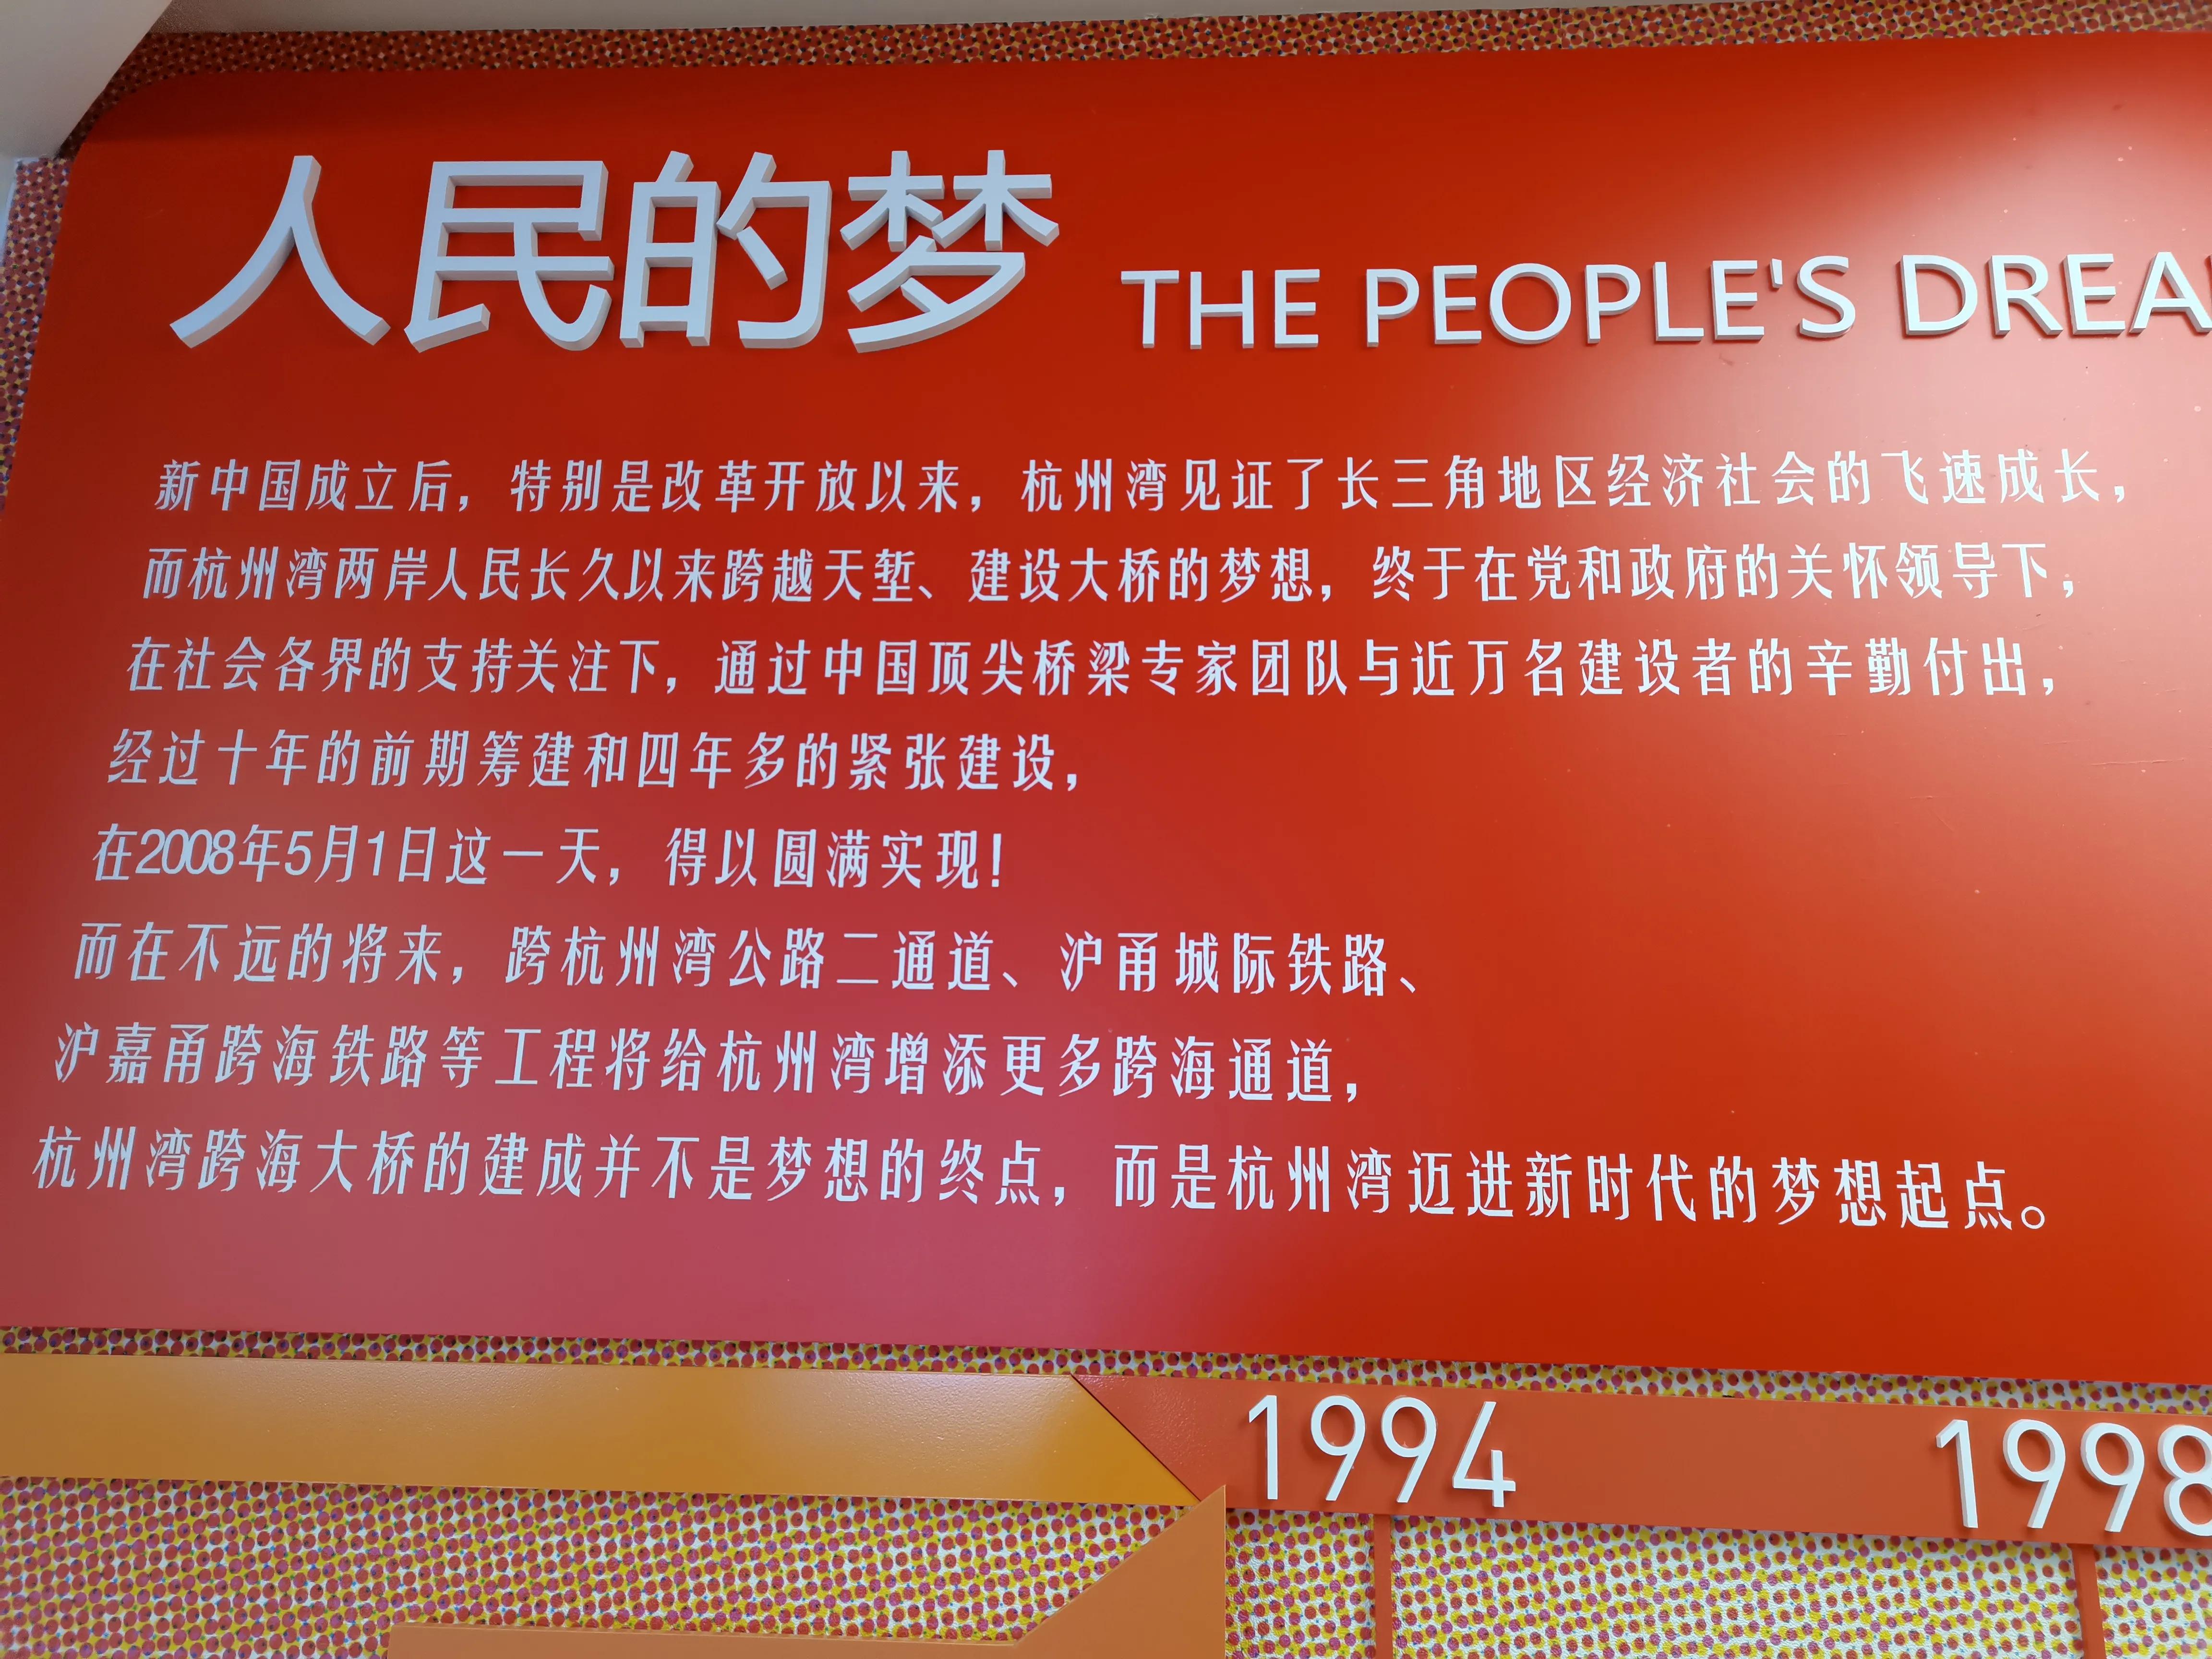 人民的梦 THE PEOPLE'S DREA
新中国成立后，特别是改革开放以来，杭州湾见证了长三角地区经济社会的飞速成长，
而杭州湾两岸人民长久以来跨越天堑、建设大桥的梦想，终于在党和政府的关怀领导下，
在社会各界的支持关注下，通过中国顶尖桥梁专家团队与近万名建设者的辛勤付出，
经过十年的前期筹建和四年多的紧张建设，
在2008年5月1日这一天，得以圆满实现！
而在不远的将来，跨杭州湾公路二通道、沪甬城际铁路、
沪嘉甬跨海铁路等工程将给杭州湾增添更多跨海通道，
杭州湾跨海大桥的建成并不是梦想的终点，而是杭州湾迈进新时代的梦想起点。
1994
1998